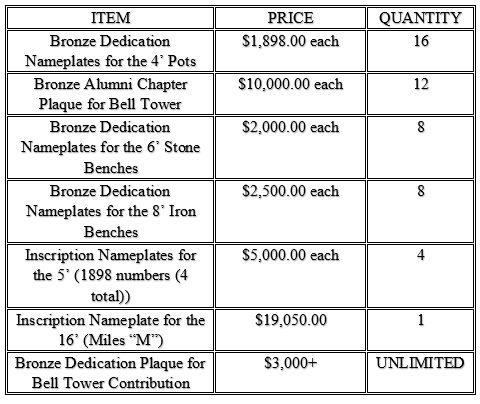 ITEM PRICE QUANTITY
Bronze Dedication $1,898.00 each 16
Nameplates for the 4’ Pots
Bronze Alumni Chapter $10,000.00 each 12
Plaque for Bell Tower
Bronze Dedication $2,000.00 each 8
Nameplates for the 6’ Stone
Benches
Bronze Dedication $2,500.00 each 8
Nameplates for the 8’ Iron
Benches
Inscription Nameplates for $5,000.00 each 4
the 5’ (1898 numbers (4
total))
Inscription Nameplate for the $19,050.00 1
16’ (Miles “M”)
Bronze Dedication Plaque for $3,000+ UNLIMITED
Bell Tower Contribution